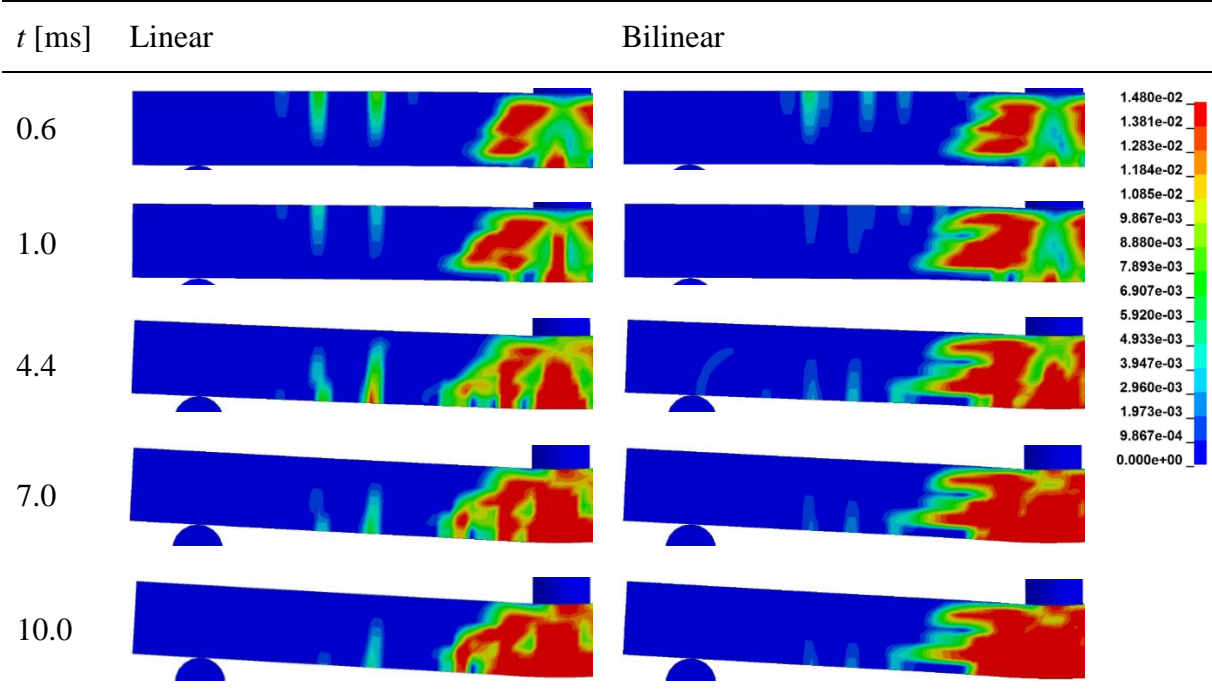 t [ms] Linear Bilinear
0.6
1.0
4.4
7.0
10.0
1.480e-02
1.381e-02
1.283e-02
1.184e-02
1.085e-02
9.867e-03
8.880e-03
7.893e-03
6.907e-03
5.920e-03
4.933e-03
3.947e-03
2.960e-03
1.973e-03
9.867e-04
0.000e+00